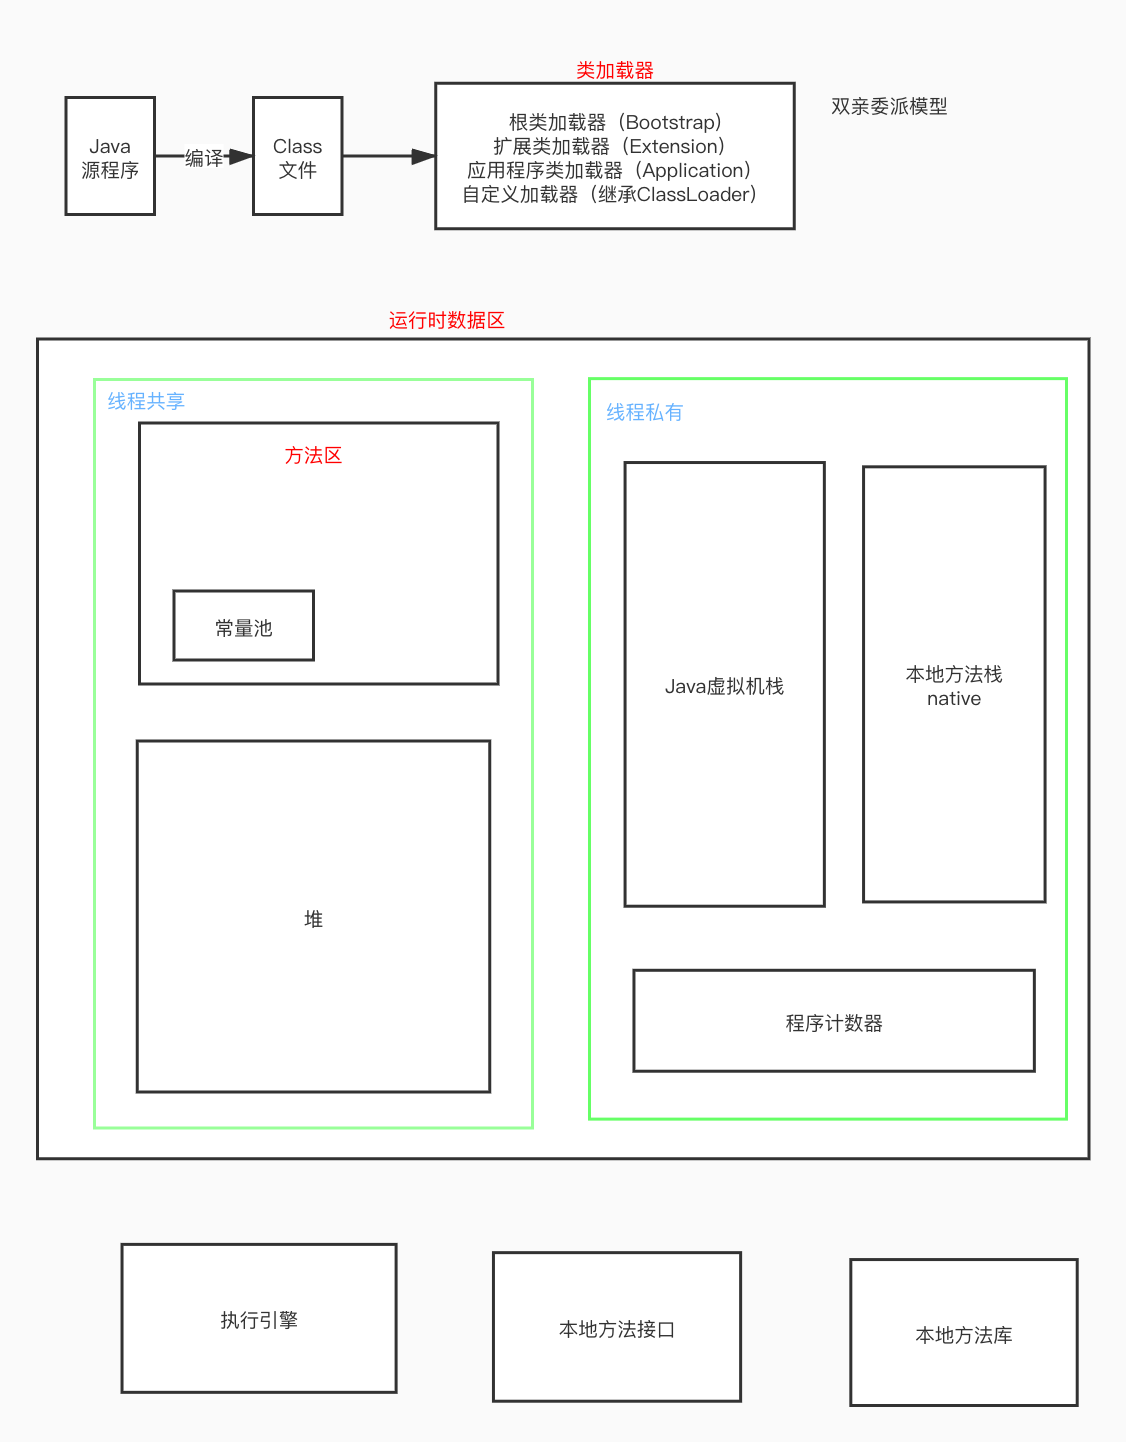 类加载器
Java
源程序
编译
Class
文件
根类加载器（Bootstrap）
扩展类加载器（Extension）
应用程序类加载器（Application）
自定义加载器（继承ClassLoader）
双亲委派模型
运行时数据区
线程共享
方法区
常量池
堆
线程私有
Java虚拟机栈
本地方法栈
native
程序计数器
执行引擎
本地方法接口
本地方法库